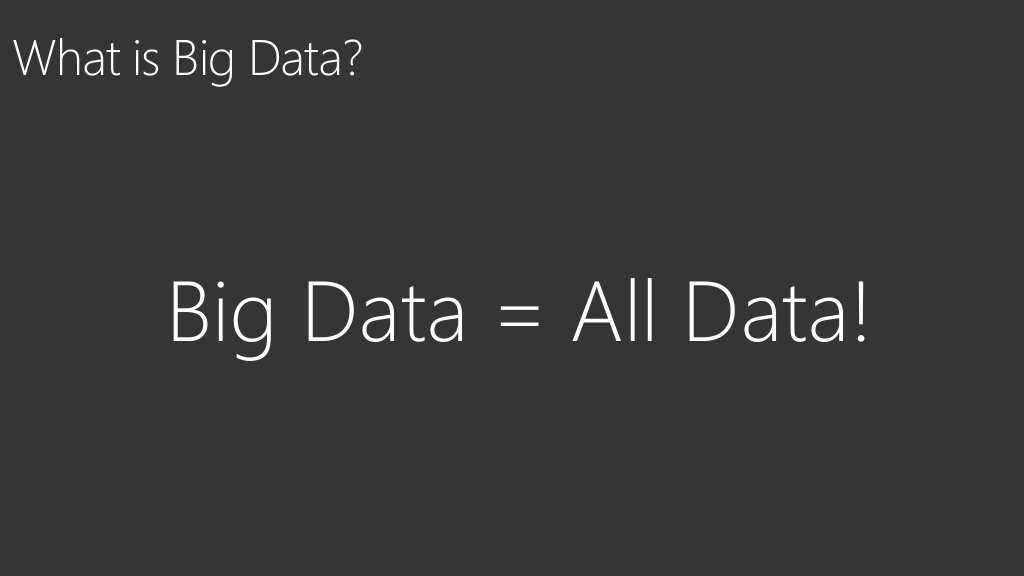 What is Big Data?
Big Data = All Data!